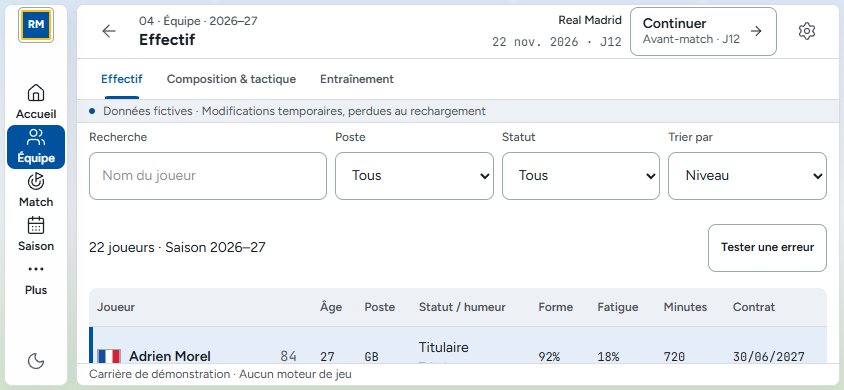 RM
Accueil
Équipe
Match
Saison
Plus
04 · Équipe · 2026–27
Effectif
Real Madrid
22 nov. 2026 · J12
Continuer
Avant-match · J12
Effectif Composition & tactique Entraînement
Données fictives · Modifications temporaires, perdues au rechargement
Recherche Poste Statut Trier par
Nom du joueur Tous Tous Niveau
22 joueurs · Saison 2026–27
Tester une erreur
Joueur Âge Poste Statut / humeur Forme Fatigue Minutes Contrat
Titulaire
Adrien Morel 84 27 GB 92% 18% 720 30/06/2027
Carrière de démonstration · Aucun moteur de jeu